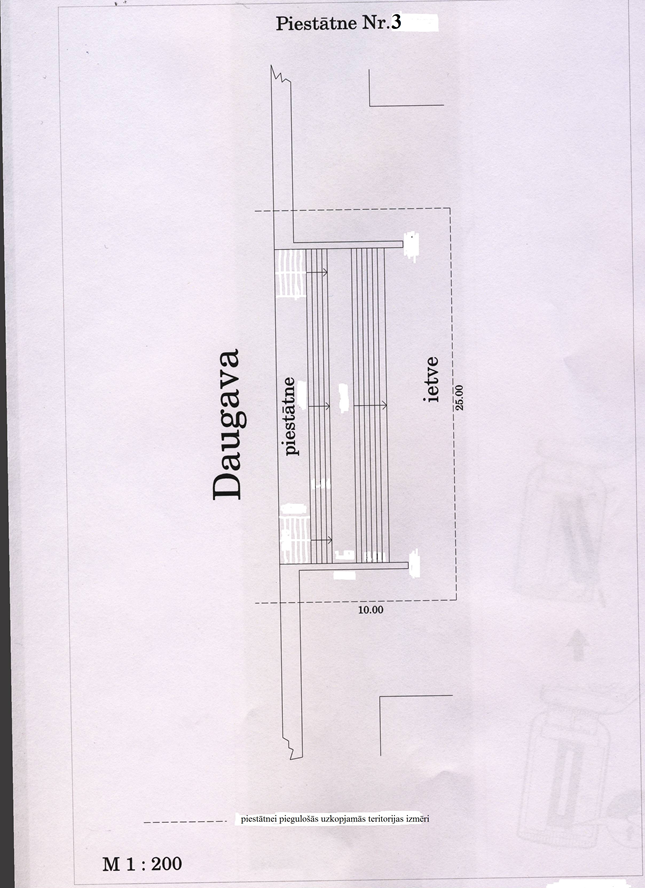 Piestātne Nr.3
Daugava
piestātne
ietve
25.00
10.00
piestātnei piegulošās uzkopjamās teritorijas izmēri
M 1 : 200